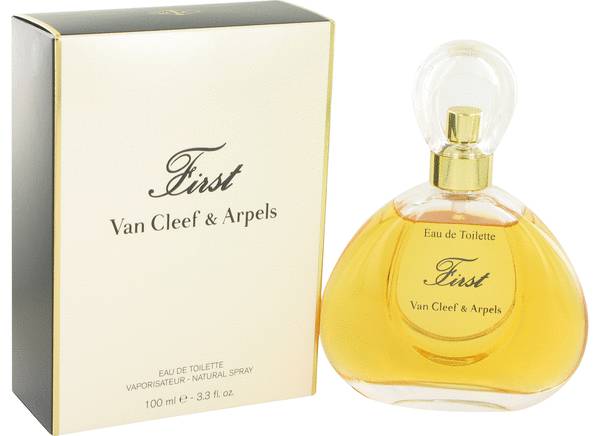 First
Van Cleef & Arpels
EAU DE TOILETTE
VAPORISATEUR - NATURAL SPRAY
100 ml ℮ - 3.3 fl. oz.
Eau de Toilette
First
Van Cleef & Arpels